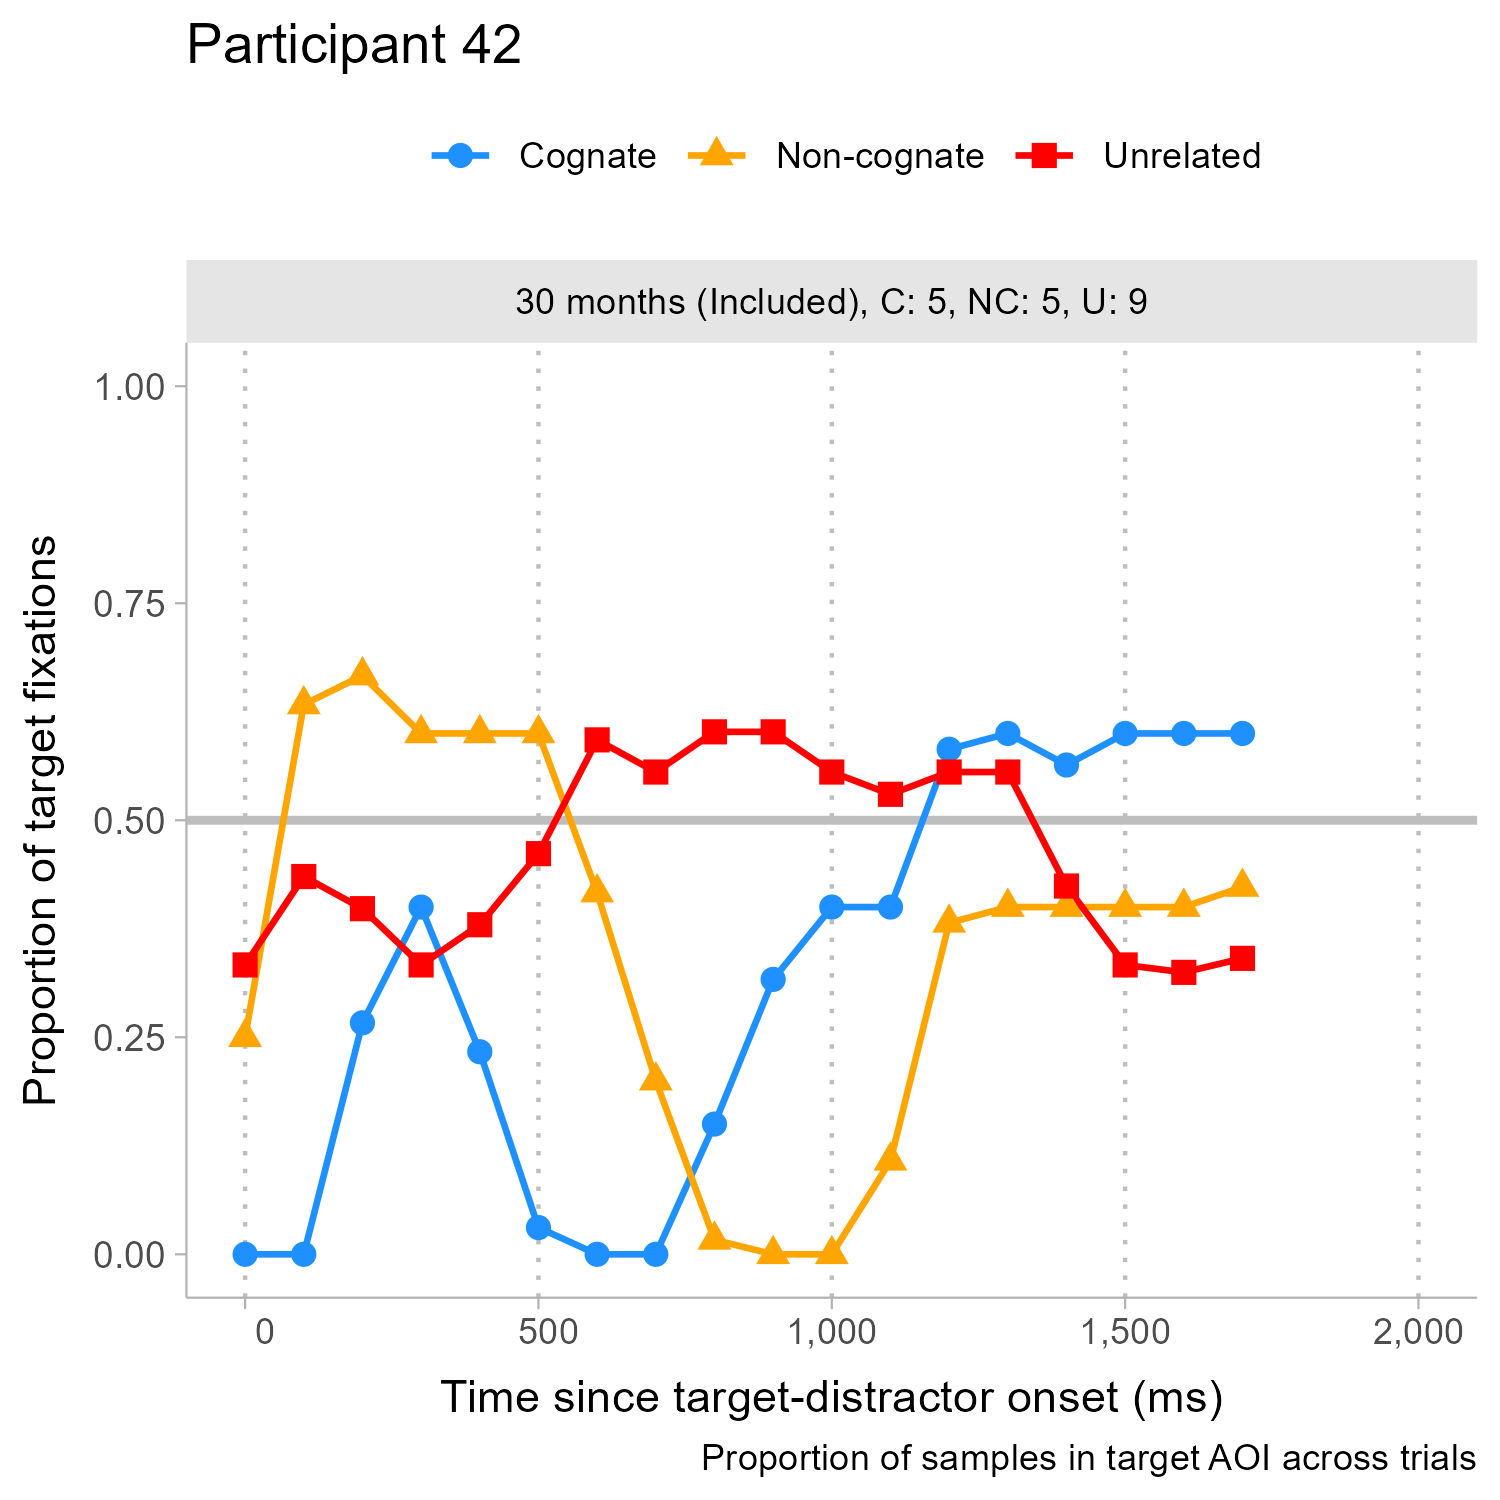 Participant 42
Cognate Non-cognate Unrelated
30 months (Included), C: 5, NC: 5, U: 9
1.00
0.75
0.50
0.25
0.00
Proportion of target fixations
0 500 1,000 1,500 2,000
Time since target-distractor onset (ms)
Proportion of samples in target AOI across trials